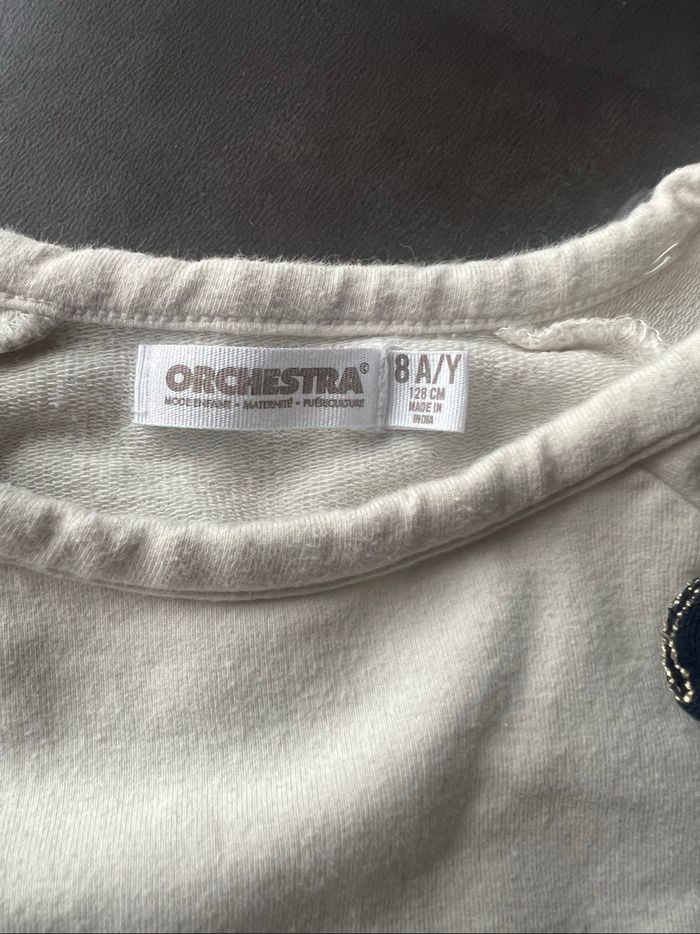 ORCHESTRA©
MODE ENFANT • MATERNITÉ • PUÉRICULTURE
8 A/Y
128 CM
MADE IN
INDIA